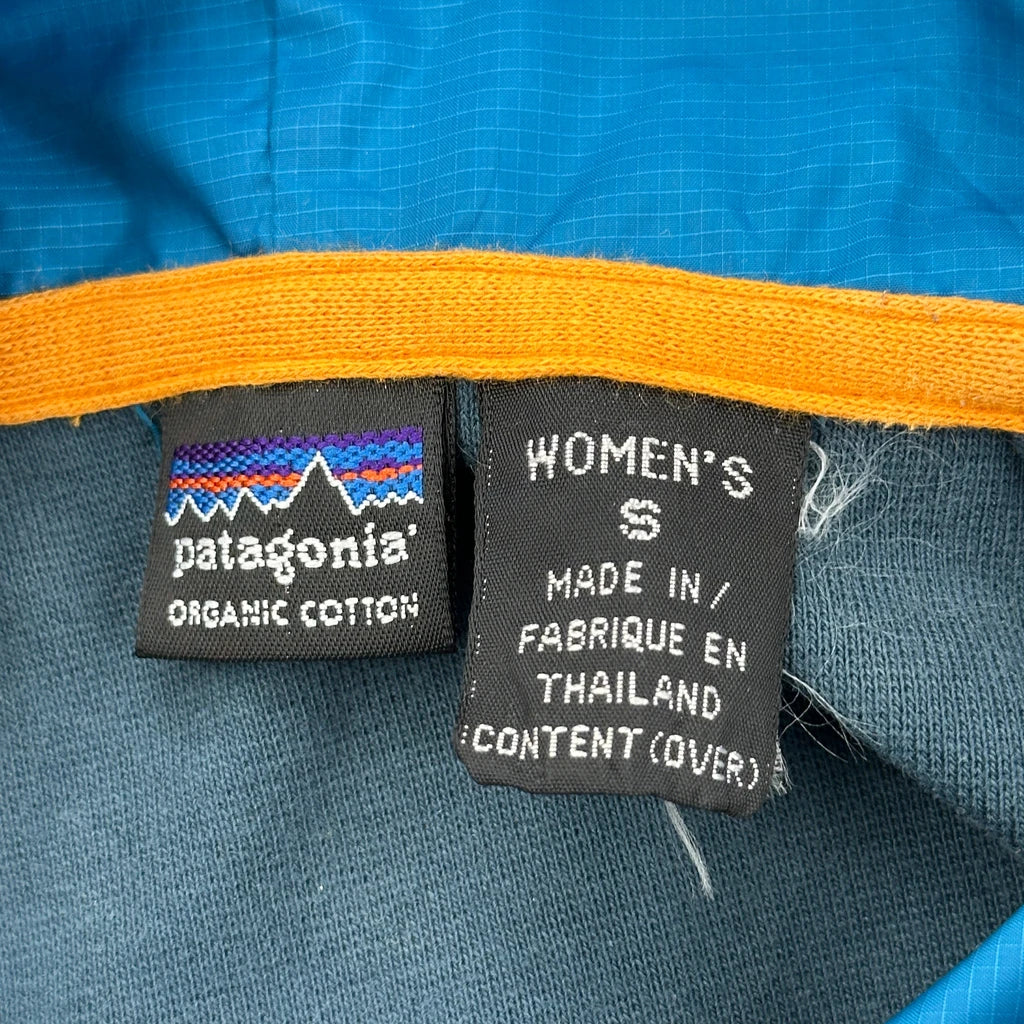 patagonia®
ORGANIC COTTON
WOMEN'S
S
MADE IN /
FABRIQUE EN
THAILAND
CONTENT (OVER)